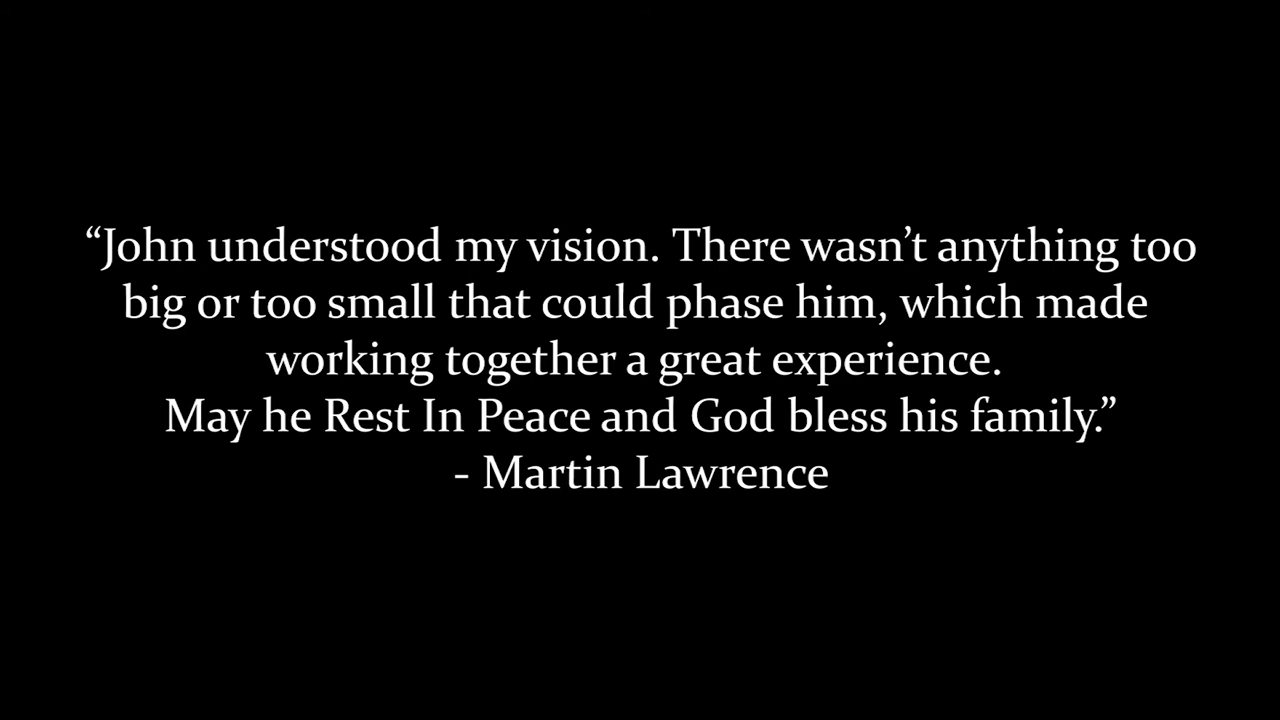 “John understood my vision. There wasn’t anything too
big or too small that could phase him, which made
working together a great experience.
May he Rest In Peace and God bless his family.”
- Martin Lawrence